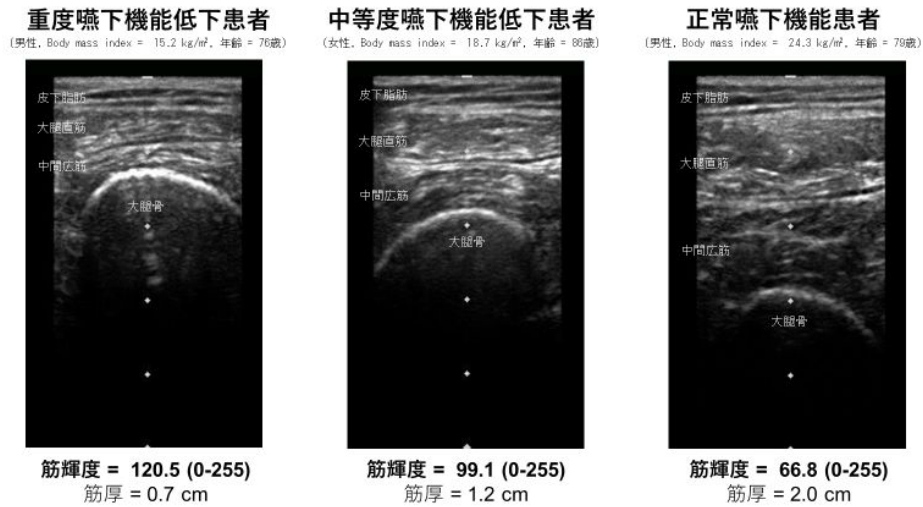 重度嚥下機能低下患者
(男性, Body mass index = 15.2 kg/m², 年齢 = 76歳)
皮下脂肪
大腿直筋
中間広筋
大腿骨
筋輝度 = 120.5 (0-255)
筋厚 = 0.7 cm
中等度嚥下機能低下患者
(女性, Body mass index = 18.7 kg/m², 年齢 = 86歳)
皮下脂肪
大腿直筋
中間広筋
大腿骨
筋輝度 = 99.1 (0-255)
筋厚 = 1.2 cm
正常嚥下機能患者
(男性, Body mass index = 24.3 kg/m², 年齢 = 79歳)
皮下脂肪
大腿直筋
中間広筋
大腿骨
筋輝度 = 66.8 (0-255)
筋厚 = 2.0 cm